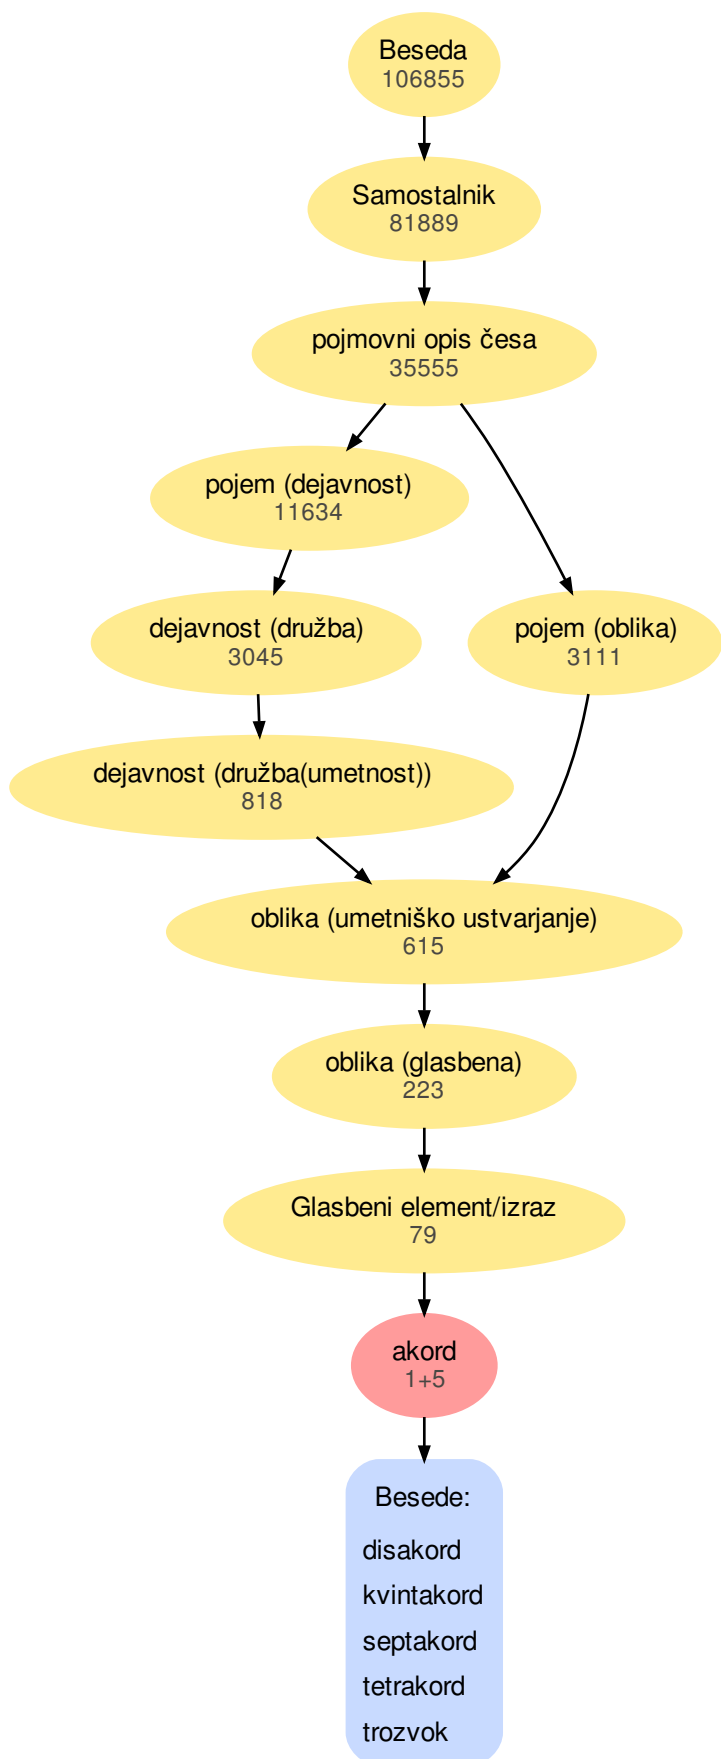 Beseda
106855
Samostalnik
81889
pojmovni opis česa
35555
pojem (dejavnost)
11634
dejavnost (družba)
3045
pojem (oblika)
3111
dejavnost (družba(umetnost))
818
oblika (umetniško ustvarjanje)
615
oblika (glasbena)
223
Glasbeni element/izraz
79
akord
1+5
Besede:
disakord
kvintakord
septakord
tetrakord
trozvok